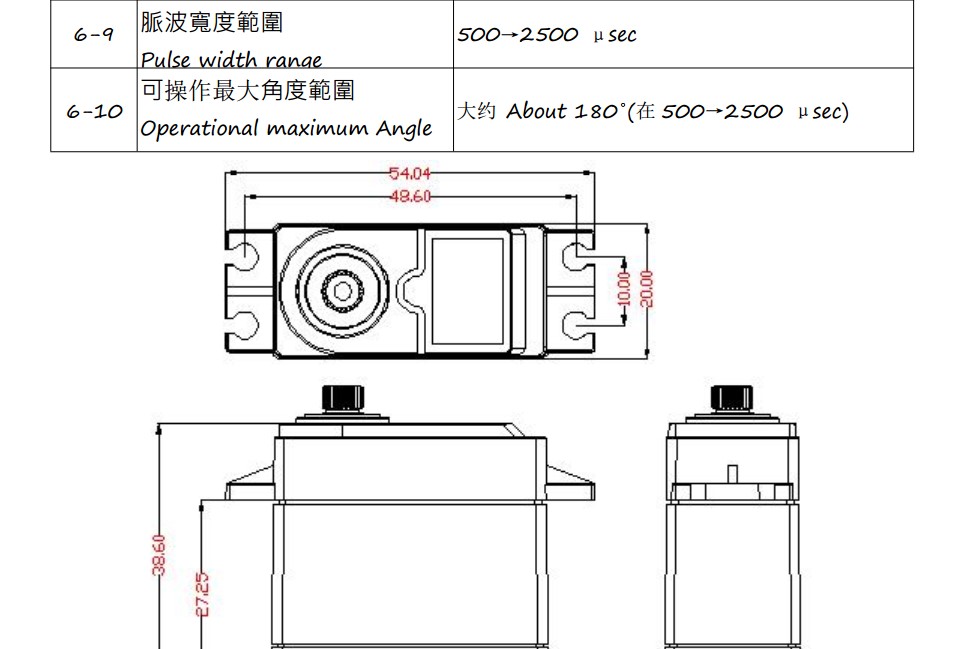 6-9
脈波寬度範圍
Pulse width range
500→2500 μsec
6-10
可操作最大角度範圍
Operational maximum Angle
大约 About 180°(在 500→2500 μsec)
54.04
48.60
10.00
20.00
38.60
27.25